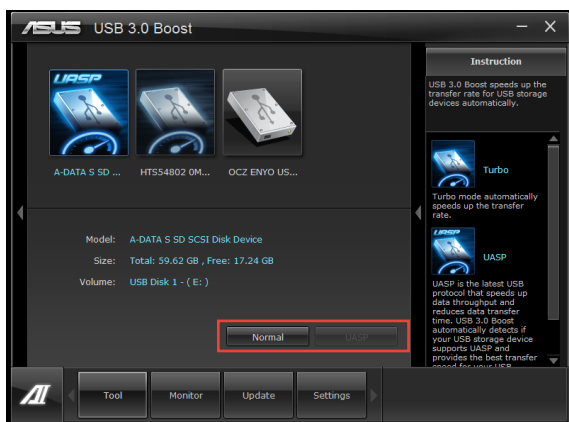 ASUS USB 3.0 Boost
UASP
A-DATA S SD ...
HTS54802 0M...
OCZ ENYO US...
Model: A-DATA S SD SCSI Disk Device
Size: Total: 59.62 GB , Free: 17.24 GB
Volume: USB Disk 1 - ( E: )
Normal
UASP
Instruction
USB 3.0 Boost speeds up the
transfer rate for USB storage
devices automatically.
Turbo
Turbo mode automatically
speeds up the transfer
rate.
UASP
UASP
UASP is the latest USB
protocol that speeds up
data throughput and
reduces data transfer
time. USB 3.0 Boost
automatically detects if
your USB storage device
supports UASP and
provides the best transfer
speed for your USB
AI
Tool
Monitor
Update
Settings